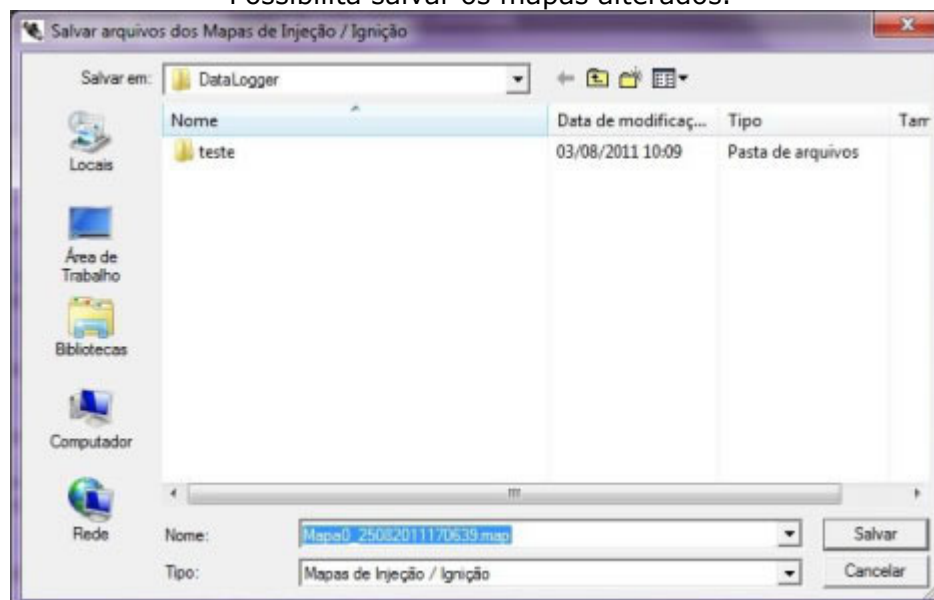 Possibilita salvar os mapas alterados.
Salvar arquivos dos Mapas de Injeção / Ignição
Salvar em: DataLogger
Nome Data de modificaç... Tipo Tam
teste 03/08/2011 10:09 Pasta de arquivos
Locais
Área de
Trabalho
Bibliotecas
Computador
Rede
Nome: Mapa0_25082011170639.map Salvar
Tipo: Mapas de Injeção / Ignição Cancelar